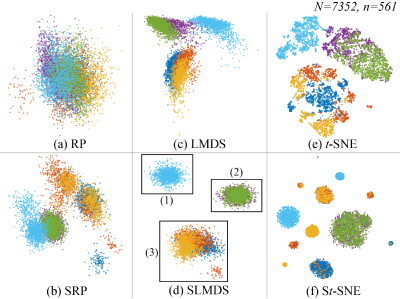 N=7352, n=561
(a) RP
(c) LMDS
(e) t-SNE
(1)
(2)
(3)
(b) SRP
(d) SLMDS
(f) St-SNE